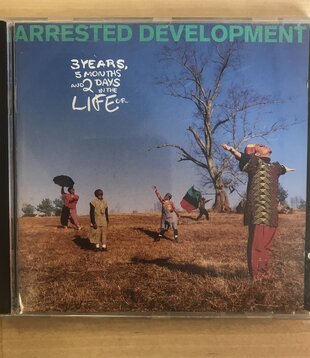 ARRESTED DEVELOPMENT
3 YEARS,
5 MONTHS
AND 2 DAYS
IN THE
LIFE OF..